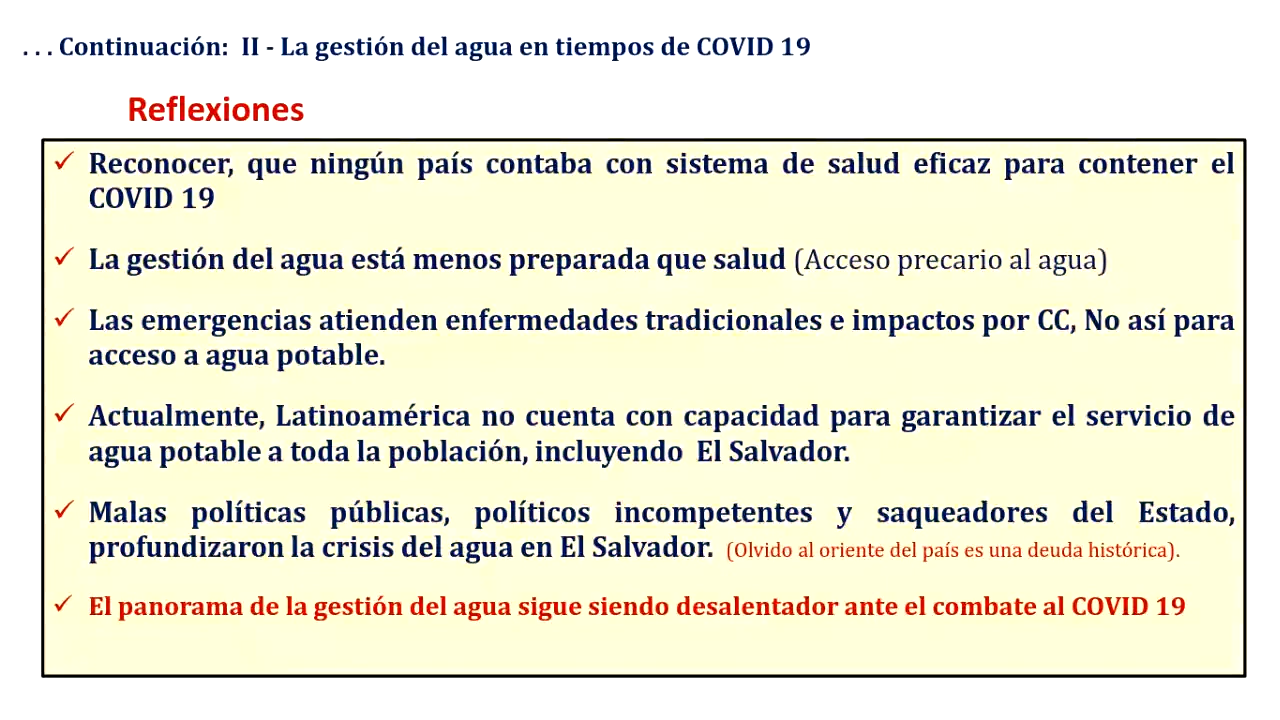 . . . Continuación: II - La gestión del agua en tiempos de COVID 19
Reflexiones
✓ Reconocer, que ningún país contaba con sistema de salud eficaz para contener el
COVID 19
✓ La gestión del agua está menos preparada que salud (Acceso precario al agua)
✓ Las emergencias atienden enfermedades tradicionales e impactos por CC, No así para
acceso a agua potable.
✓ Actualmente, Latinoamérica no cuenta con capacidad para garantizar el servicio de
agua potable a toda la población, incluyendo El Salvador.
✓ Malas políticas públicas, políticos incompetentes y saqueadores del Estado,
profundizaron la crisis del agua en El Salvador. (Olvido al oriente del país es una deuda histórica).
✓ El panorama de la gestión del agua sigue siendo desalentador ante el combate al COVID 19